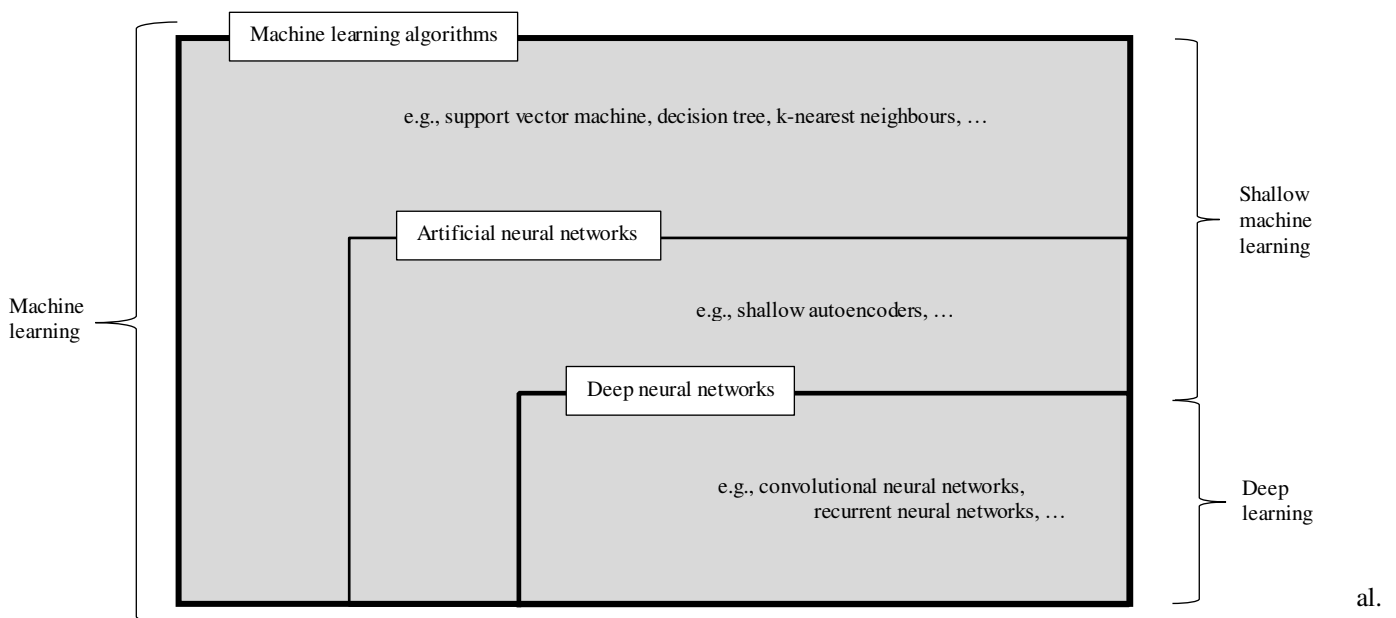 Machine learning algorithms
e.g., support vector machine, decision tree, k-nearest neighbours, …
Shallow
machine
learning
Artificial neural networks
Machine
learning
e.g., shallow autoencoders, …
Deep neural networks
e.g., convolutional neural networks,
recurrent neural networks, …
Deep
learning
al.